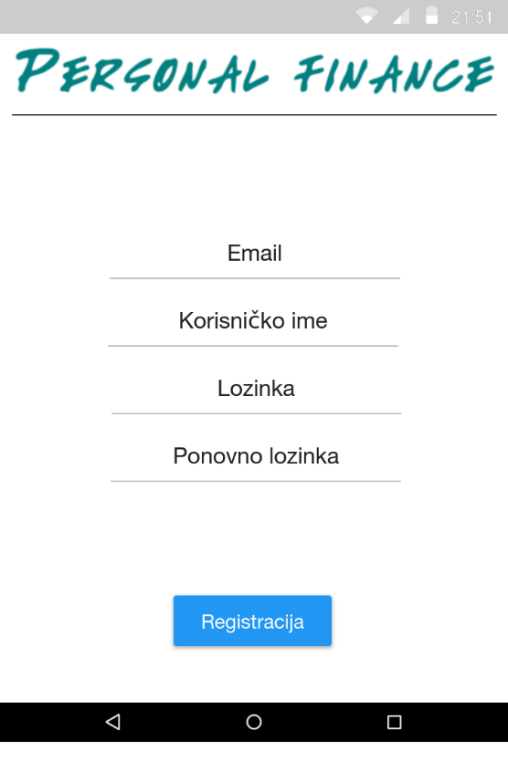 21:51
PERSONAL FINANCE
Email
Korisničko ime
Lozinka
Ponovno lozinka
Registracija